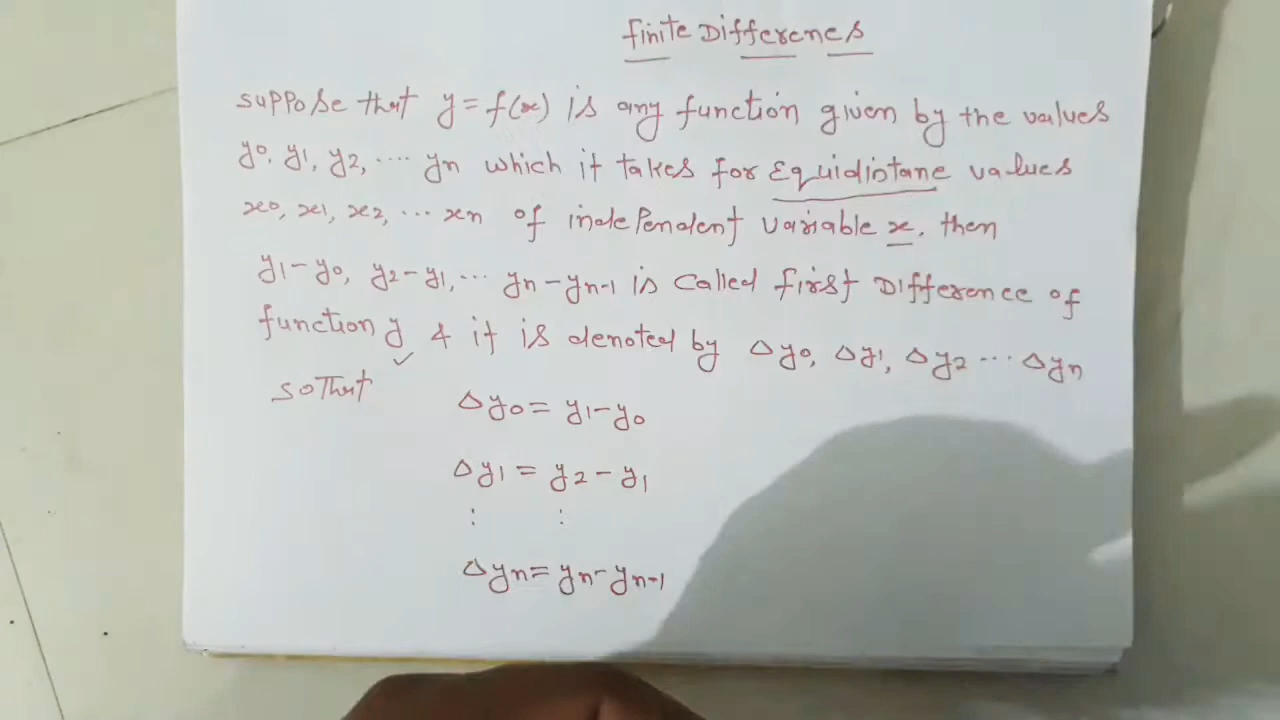 Finite Differences
suppose that y = f(x) is any function given by the values
y0, y1, y2, .... yn which it takes for Equidistane values
x0, x1, x2, ... xn of independent variable x, then
y1-y0, y2-y1, ... yn-yn-1 is called first Difference of
function y & it is denoted by Δy0, Δy1, Δy2 ... Δyn
so That
Δy0 = y1-y0
Δy1 = y2-y1
: :
Δyn = yn-yn-1